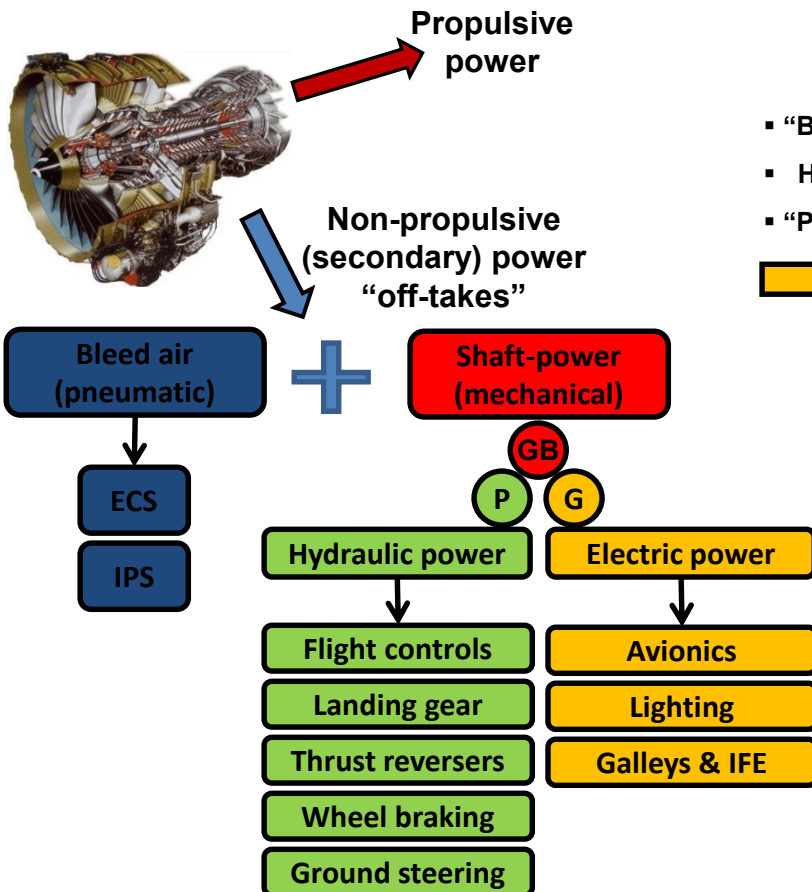 Propulsive
power
▪ “B
▪ H
▪ “P
Non-propulsive
(secondary) power
“off-takes”
Bleed air
(pneumatic)
Shaft-power
(mechanical)
GB
P
G
ECS
IPS
Hydraulic power
Electric power
Flight controls
Landing gear
Thrust reversers
Wheel braking
Ground steering
Avionics
Lighting
Galleys & IFE